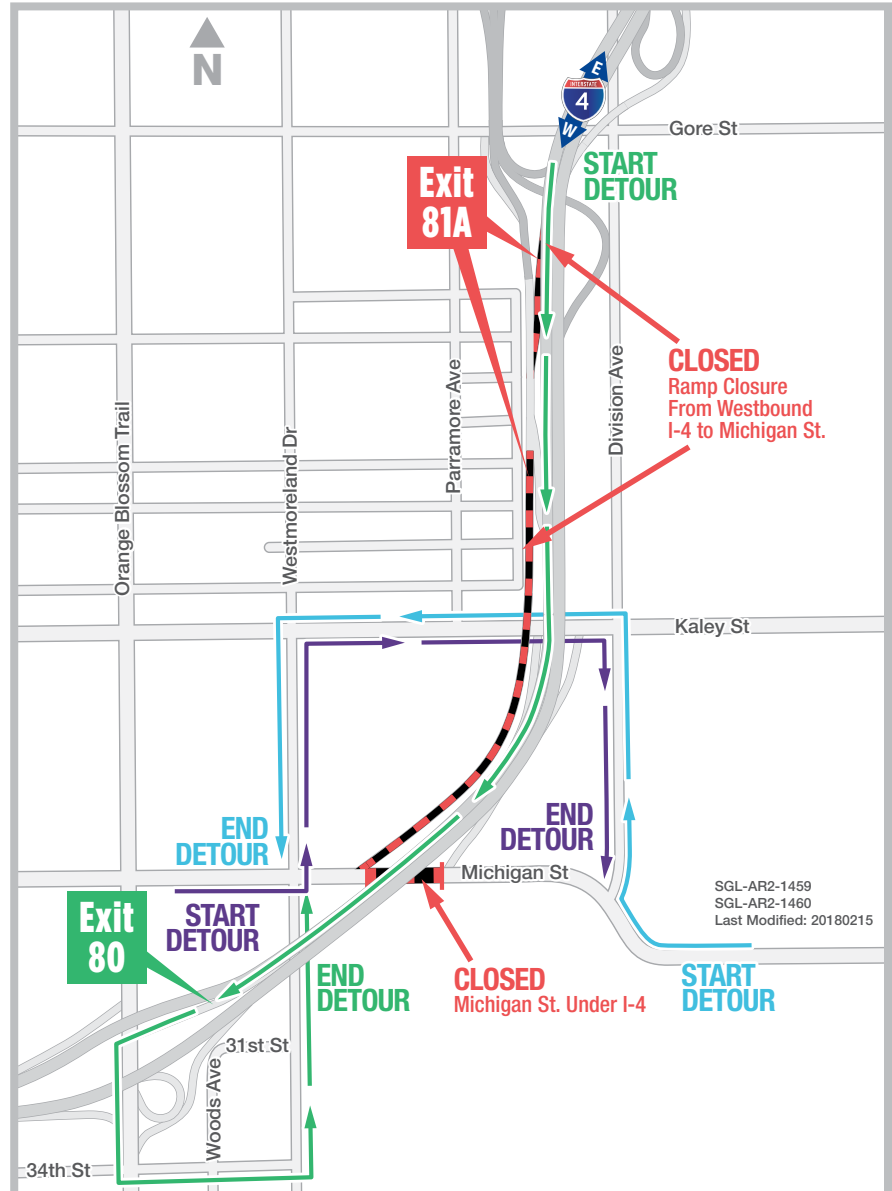 N
E
INTERSTATE
4
W
Gore St
START
DETOUR
Exit
81A
CLOSED
Ramp Closure
From Westbound
I-4 to Michigan St.
Division Ave
Parramore Ave
Westmoreland Dr
Orange Blossom Trail
Kaley St
END
DETOUR
END
DETOUR
Michigan St
SGL-AR2-1459
SGL-AR2-1460
Last Modified: 20180215
START
DETOUR
Exit
80
END
DETOUR
CLOSED
Michigan St. Under I-4
START
DETOUR
31st St
Woods Ave
34th St